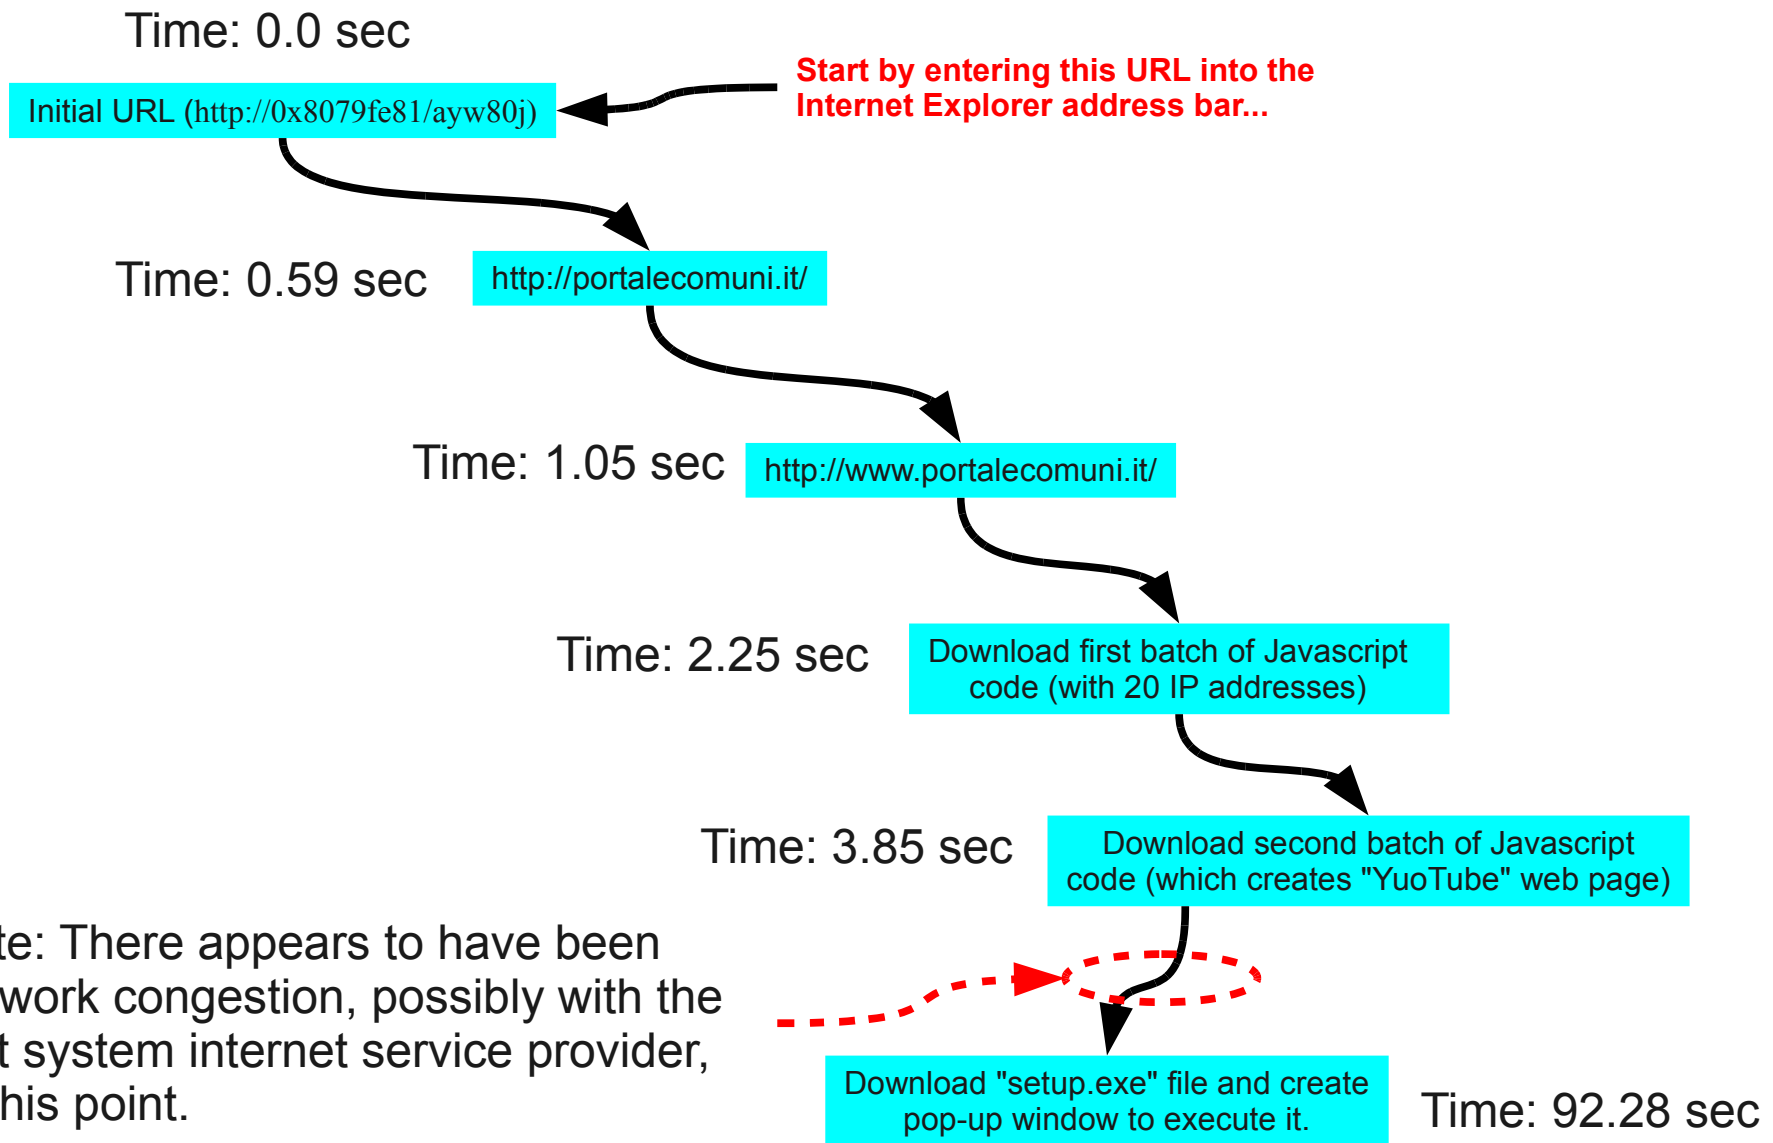 Time: 0.0 sec
Start by entering this URL into the
Internet Explorer address bar...
Initial URL (http://0x8079fe81/ayw80j)
Time: 0.59 sec
http://portalecomuni.it/
Time: 1.05 sec
http://www.portalecomuni.it/
Time: 2.25 sec
Download first batch of Javascript
code (with 20 IP addresses)
Time: 3.85 sec
Download second batch of Javascript
code (which creates "YuoTube" web page)
te: There appears to have been
work congestion, possibly with the
t system internet service provider,
his point.
Download "setup.exe" file and create
pop-up window to execute it.
Time: 92.28 sec